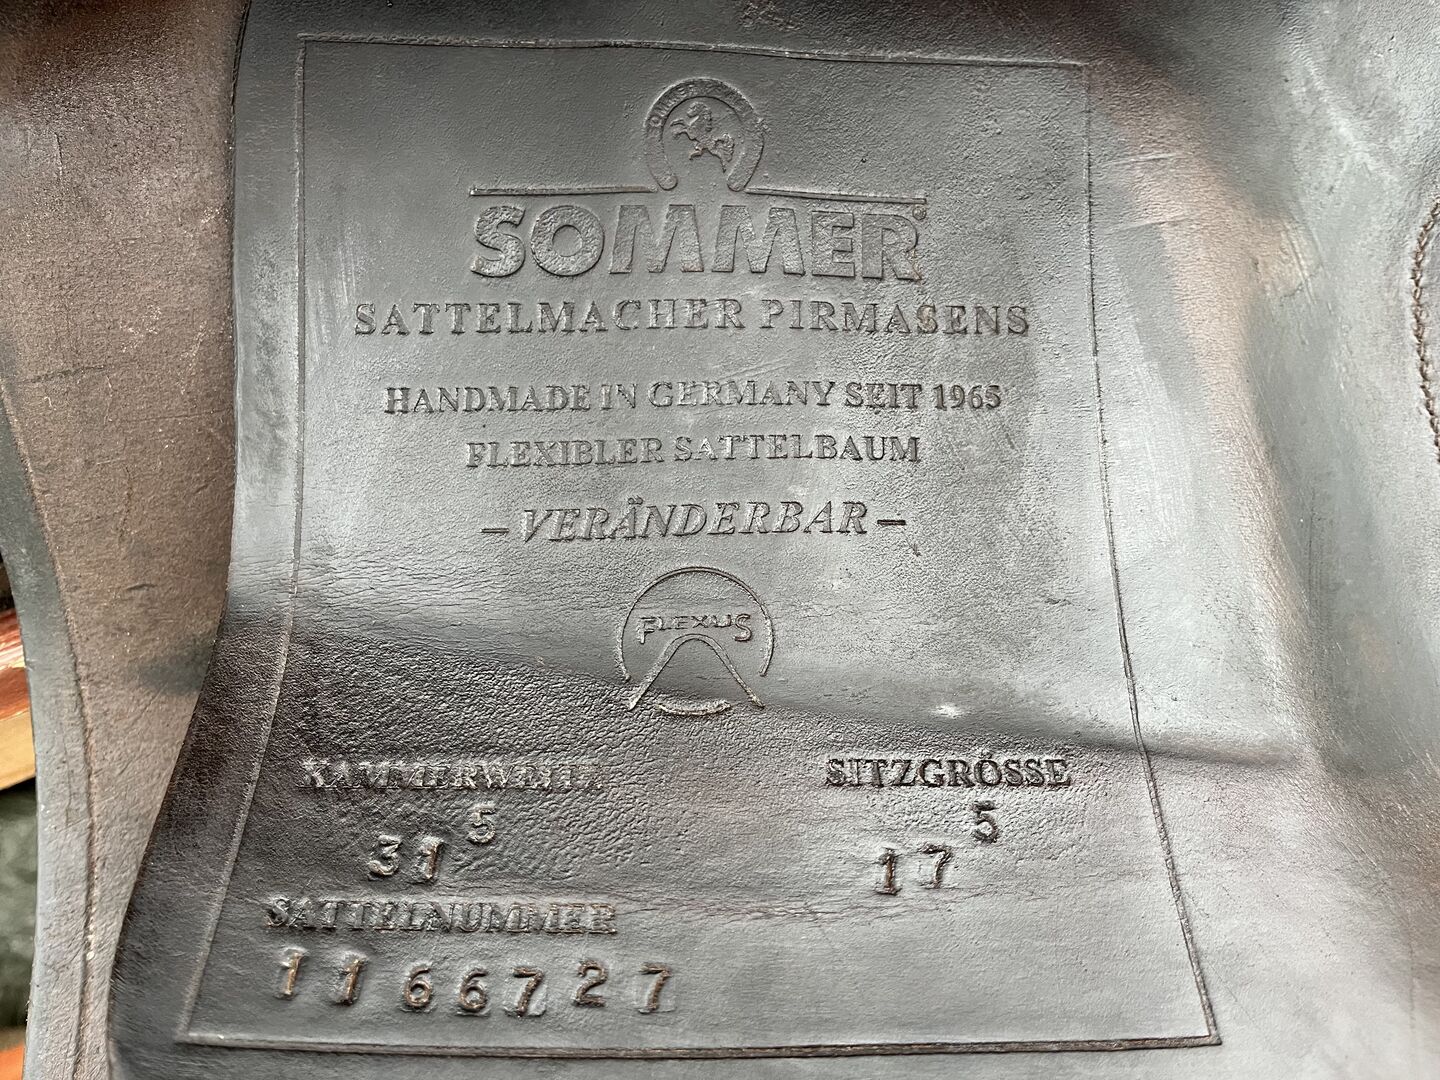 SOMMER®
SATTELMACHER PIRMASENS
HANDMADE IN GERMANY SEIT 1965
FLEXIBLER SATTELBAUM
– VERÄNDERBAR –
FLEXUS
KAMMERWEITE
31 5
SITZGRÖSSE
17 5
SATTELNUMMER
1166727